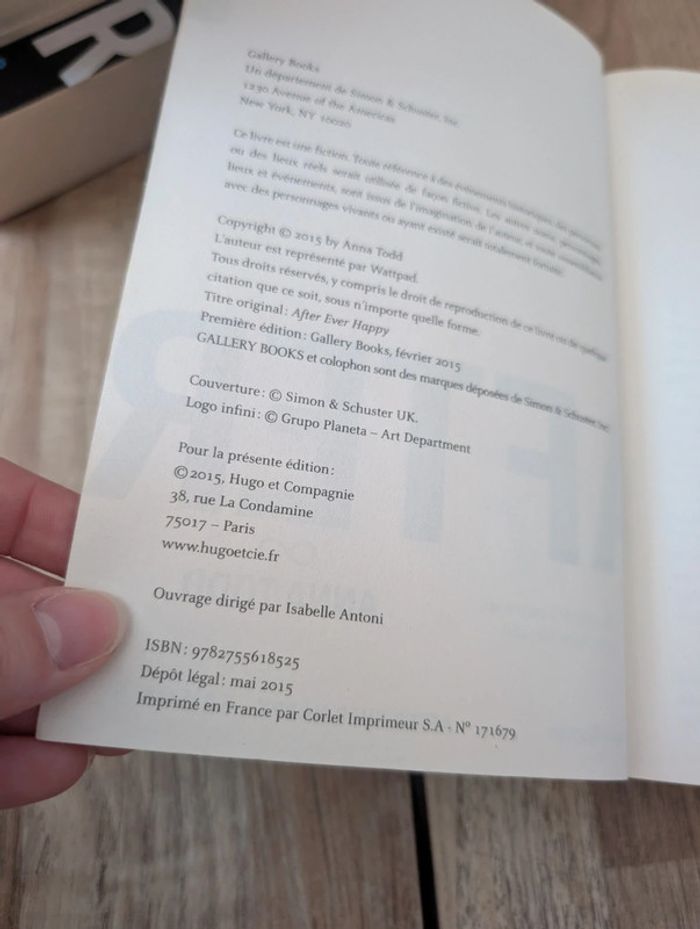 R
Gallery Books
Un département de Simon & Schuster, Inc
1230 Avenue of the Americas
New York, NY 10020
Ce livre est une fiction. Toute référence à des événements historiques, des personnes
ou des lieux réels serait utilisée de façon fictive. Les autres noms, personnages,
lieux et événements, sont issus de l'imagination de l'auteur, et toute ressemblance
avec des personnages vivants ou ayant existé serait totalement fortuite.
Copyright © 2015 by Anna Todd
L'auteur est représenté par Wattpad.
Tous droits réservés, y compris le droit de reproduction de ce livre ou de quelque
citation que ce soit, sous n'importe quelle forme.
Titre original : After Ever Happy
Première édition : Gallery Books, février 2015
GALLERY BOOKS et colophon sont des marques déposées de Simon & Schuster, Inc.
Couverture : © Simon & Schuster UK.
Logo infini : © Grupo Planeta – Art Department
Pour la présente édition :
© 2015, Hugo et Compagnie
38, rue La Condamine
75017 – Paris
www.hugoetcie.fr
Ouvrage dirigé par Isabelle Antoni
ISBN : 9782755618525
Dépôt légal : mai 2015
Imprimé en France par Corlet Imprimeur S.A - N° 171679